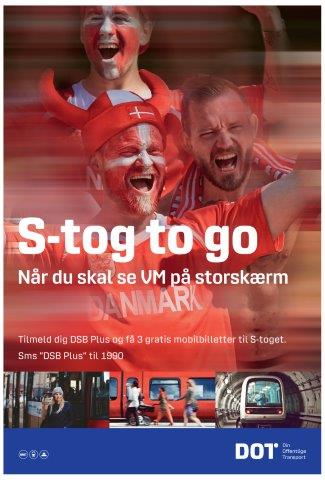 DANMARK
S-tog to go
Når du skal se VM på storskærm
Tilmeld dig DSB Plus og få 3 gratis mobilbilletter til S-toget.
Sms "DSB Plus" til 1990
DOT
Din
Offentlige
Transport